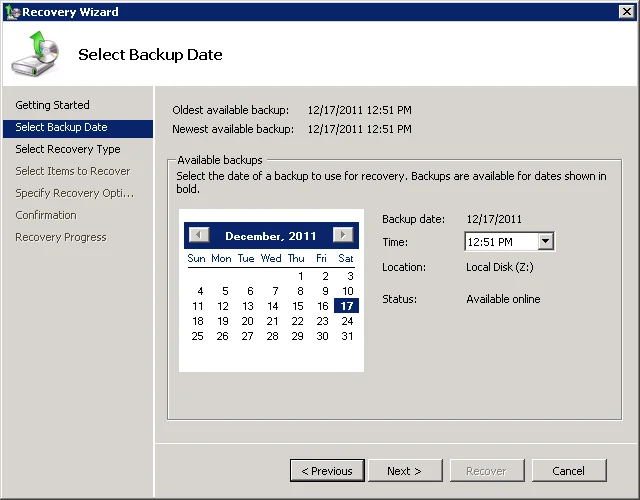 Recovery Wizard
Select Backup Date
Getting Started
Select Backup Date
Select Recovery Type
Select Items to Recover
Specify Recovery Opti...
Confirmation
Recovery Progress
Oldest available backup: 12/17/2011 12:51 PM
Newest available backup: 12/17/2011 12:51 PM
Available backups
Select the date of a backup to use for recovery. Backups are available for dates shown in
bold.
December, 2011
Sun Mon Tue Wed Thu Fri Sat
1 2 3
4 5 6 7 8 9 10
11 12 13 14 15 16 17
18 19 20 21 22 23 24
25 26 27 28 29 30 31
Backup date: 12/17/2011
Time: 12:51 PM
Location: Local Disk (Z:)
Status: Available online
< Previous
Next >
Recover
Cancel